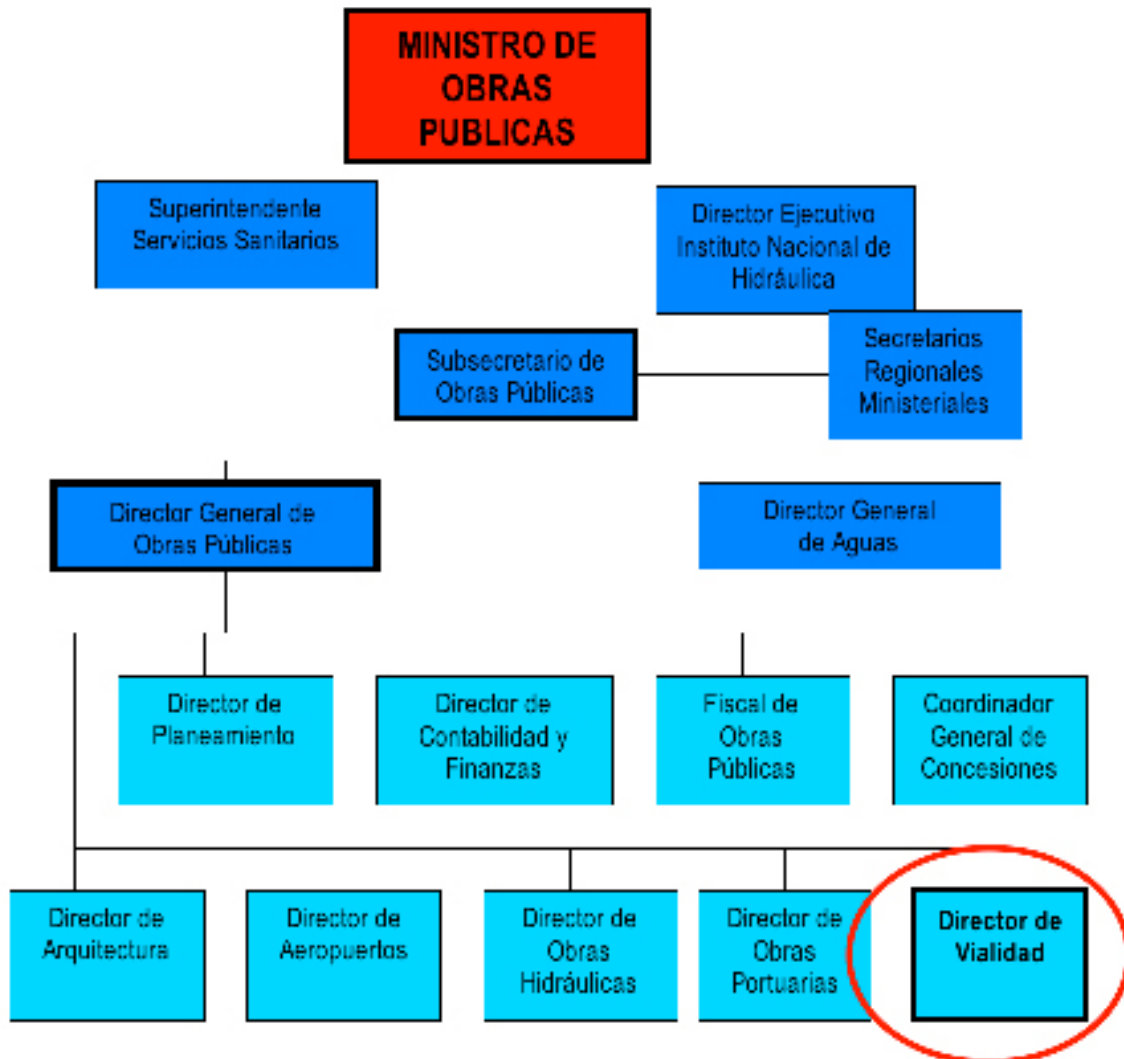 MINISTRO DE
OBRAS
PUBLICAS
Superintendente
Servicios Sanitarios
Director Ejecutivo
Instituto Nacional de
Hidráulica
Subsecretario de
Obras Públicas
Secretarios
Regionales
Ministeriales
Director General de
Obras Públicas
Director General
de Aguas
Director de
Planeamiento
Director de
Contabilidad y
Finanzas
Fiscal de
Obras
Públicas
Coordinador
General de
Concesiones
Director de
Arquitectura
Director de
Aeropuertos
Director de
Obras
Hidráulicas
Director de
Obras
Portuarias
Director de
Vialidad